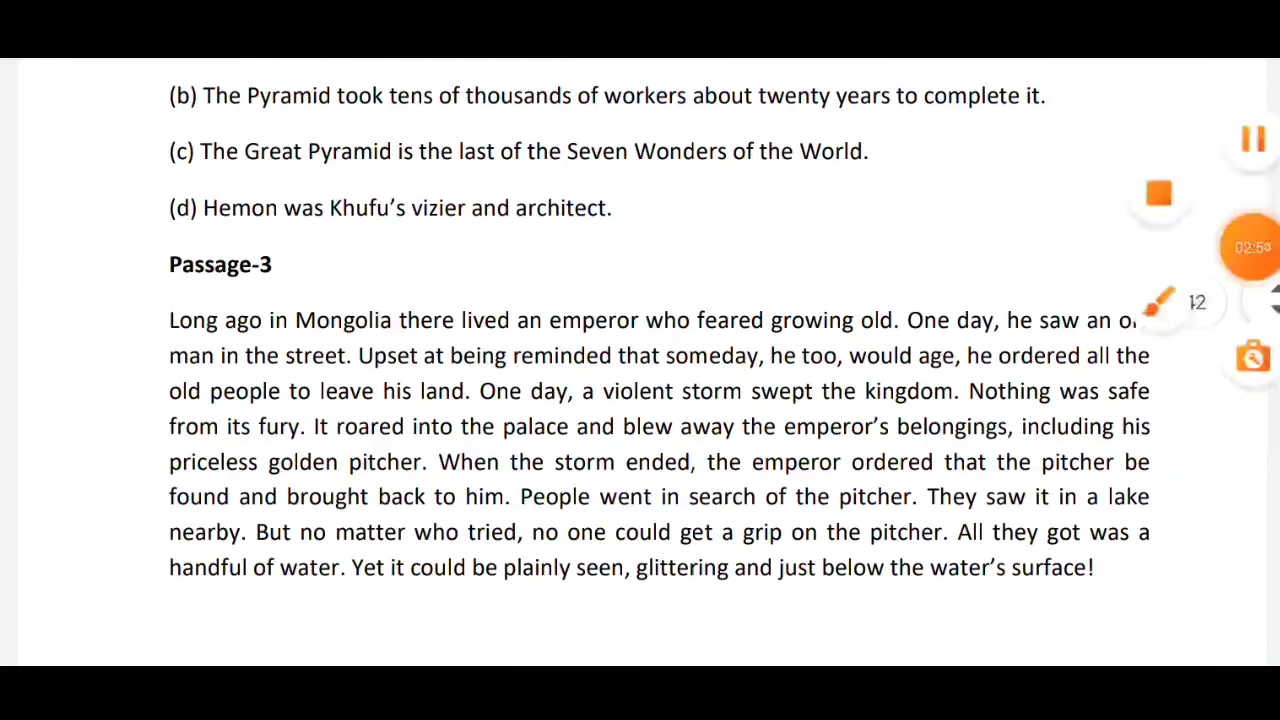 (b) The Pyramid took tens of thousands of workers about twenty years to complete it.
(c) The Great Pyramid is the last of the Seven Wonders of the World.
(d) Hemon was Khufu’s vizier and architect.
Passage-3
Long ago in Mongolia there lived an emperor who feared growing old. One day, he saw an
man in the street. Upset at being reminded that someday, he too, would age, he ordered all the
old people to leave his land. One day, a violent storm swept the kingdom. Nothing was safe
from its fury. It roared into the palace and blew away the emperor’s belongings, including his
priceless golden pitcher. When the storm ended, the emperor ordered that the pitcher be
found and brought back to him. People went in search of the pitcher. They saw it in a lake
nearby. But no matter who tried, no one could get a grip on the pitcher. All they got was a
handful of water. Yet it could be plainly seen, glittering and just below the water’s surface!
12